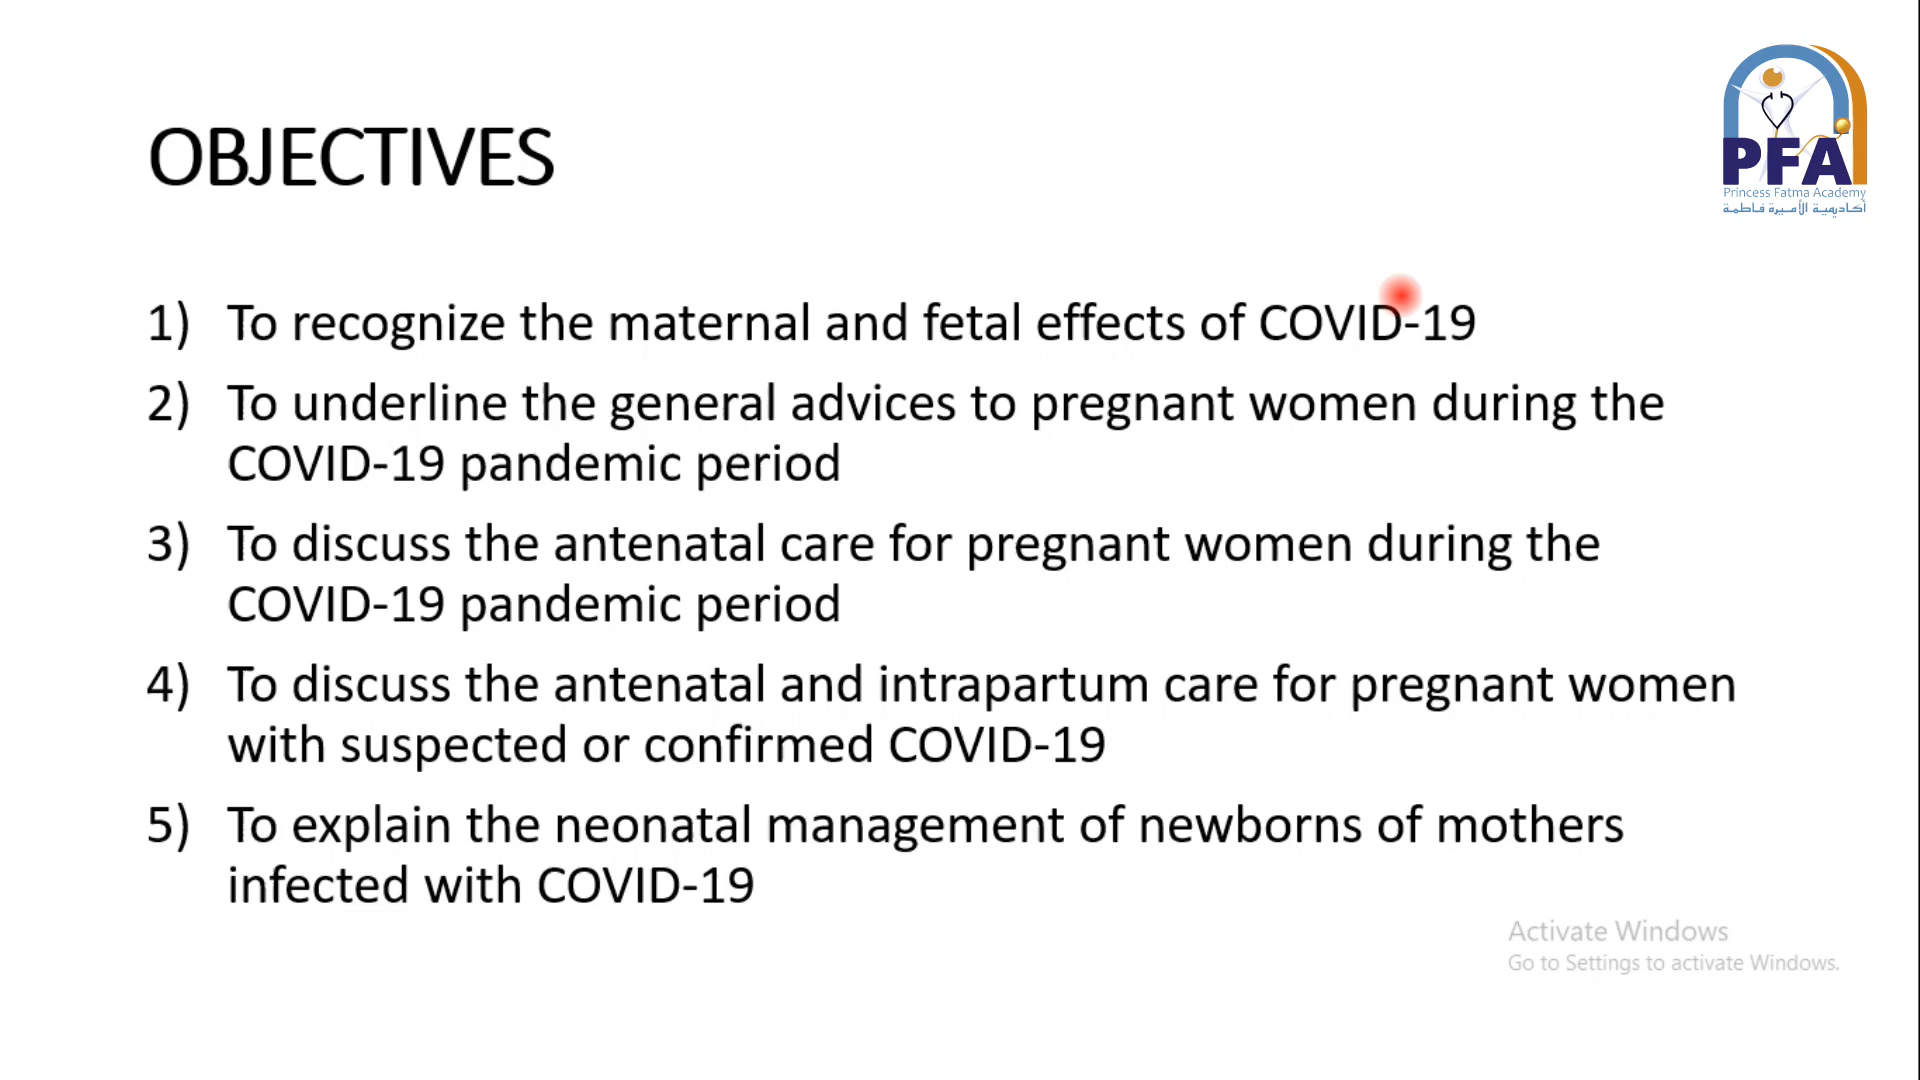 OBJECTIVES
PFA
Princess Fatma Academy
أكاديمية الأميرة فاطمة
1) To recognize the maternal and fetal effects of COVID-19
2) To underline the general advices to pregnant women during the
COVID-19 pandemic period
3) To discuss the antenatal care for pregnant women during the
COVID-19 pandemic period
4) To discuss the antenatal and intrapartum care for pregnant women
with suspected or confirmed COVID-19
5) To explain the neonatal management of newborns of mothers
infected with COVID-19
Activate Windows
Go to Settings to activate Windows.